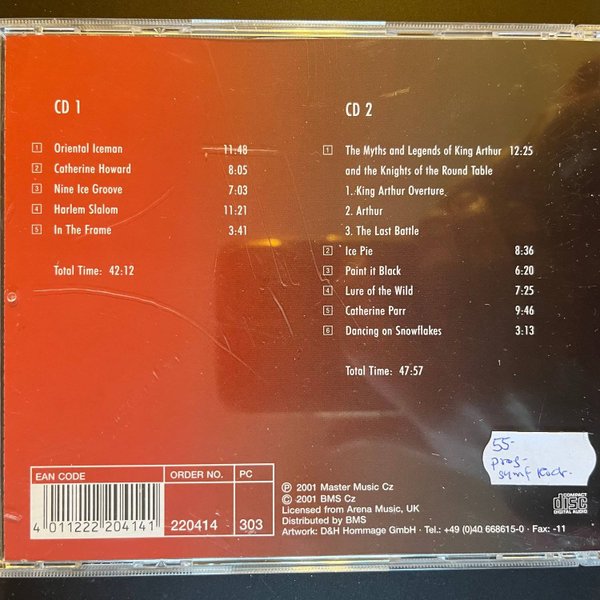 CD 1
1 Oriental Iceman 11:48
2 Catherine Howard 8:05
3 Nine Ice Groove 7:03
4 Harlem Slalom 11:21
5 In The Frame 3:41
Total Time: 42:12
CD 2
1 The Myths and Legends of King Arthur 12:25
and the Knights of the Round Table
1. King Arthur Overture
2. Arthur
3. The Last Battle
2 Ice Pie 8:36
3 Paint it Black 6:20
4 Lure of the Wild 7:25
5 Catherine Parr 9:46
6 Dancing on Snowflakes 3:13
Total Time: 47:57
55-
prog-
symf Rock-
EAN CODE ORDER NO. PC
4 011222 204141 220414 303
℗ 2001 Master Music Cz
© 2001 BMS Cz
Licensed from Arena Music, UK
Distributed by BMS
Artwork: D&H Hommage GmbH · Tel.: +49 (0)40 668615-0 · Fax: -11
COMPACT
disc
DIGITAL AUDIO